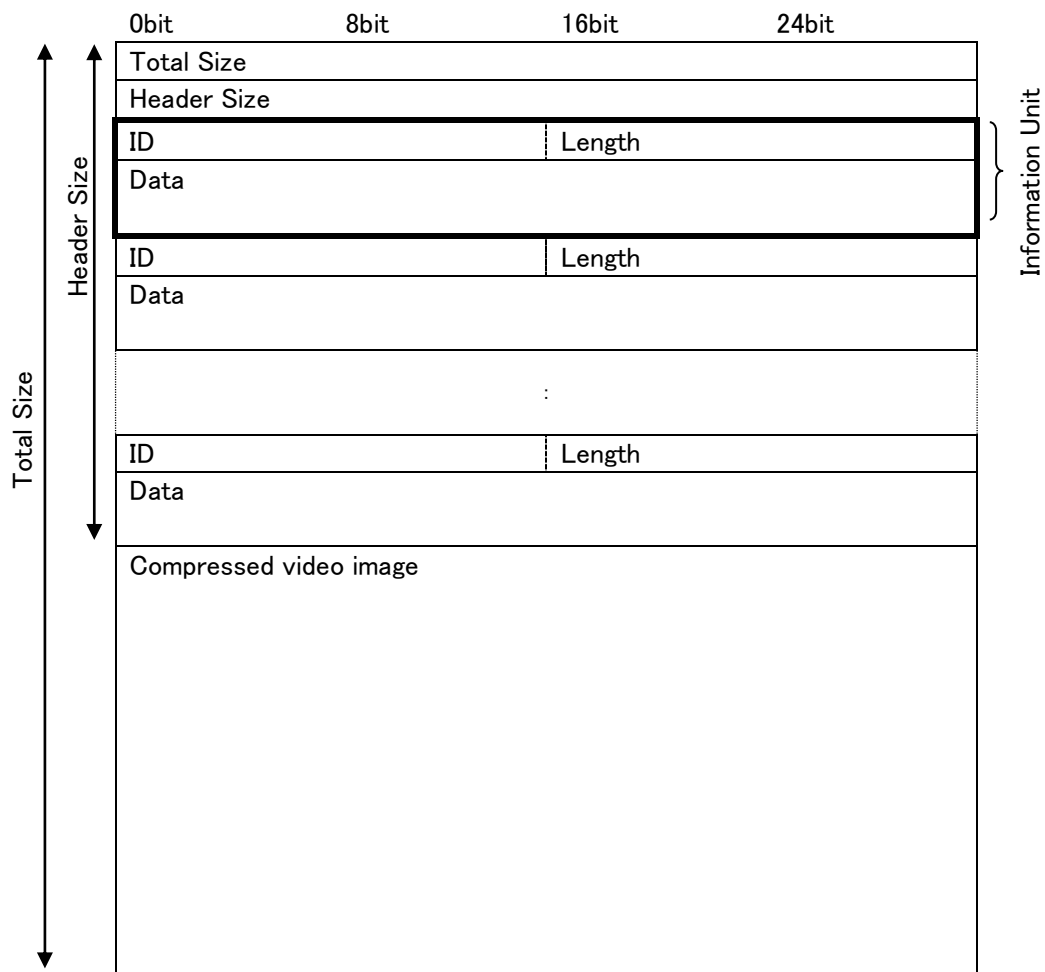 0bit 8bit 16bit 24bit
Total Size
Header Size
ID Length
Data
ID Length
Data
:
ID Length
Data
Compressed video image
Total Size
Header Size
Information Unit